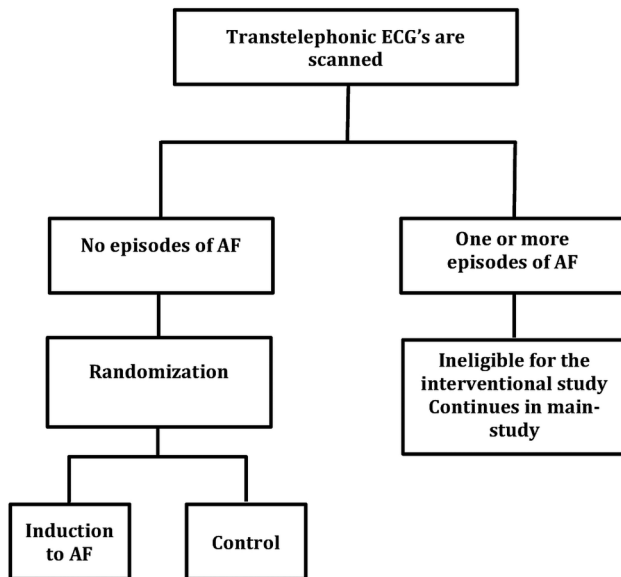 Transtelephonic ECG's are
scanned
No episodes of AF
One or more
episodes of AF
Randomization
Ineligible for the
interventional study
Continues in main-
study
Induction
to AF
Control